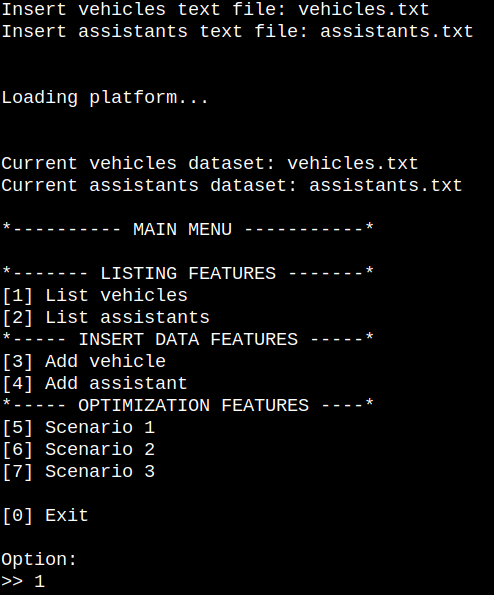 Insert vehicles text file: vehicles.txt
Insert assistants text file: assistants.txt
Loading platform...
Current vehicles dataset: vehicles.txt
Current assistants dataset: assistants.txt
*---------- MAIN MENU -----------*
*------- LISTING FEATURES -------*
[1] List vehicles
[2] List assistants
*----- INSERT DATA FEATURES -----*
[3] Add vehicle
[4] Add assistant
*----- OPTIMIZATION FEATURES ----*
[5] Scenario 1
[6] Scenario 2
[7] Scenario 3
[0] Exit
Option:
>> 1